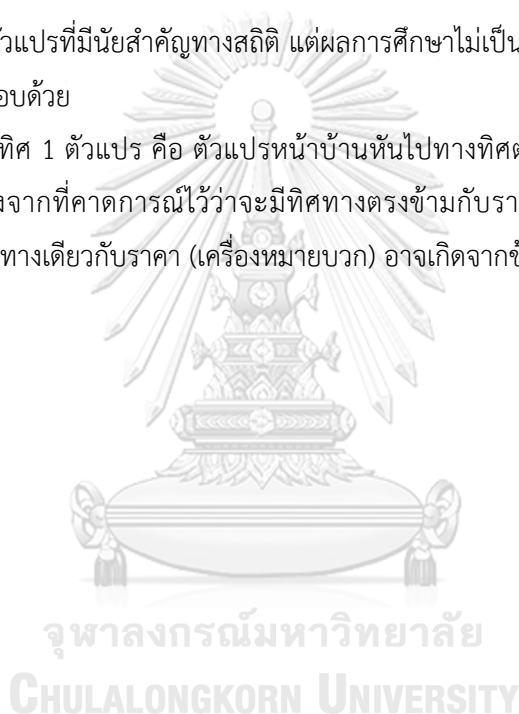 ตัวแปรที่มีนัยสำคัญทางสถิติ แต่ผลการศึกษาไม่เป็น
อบด้วย
ทิศ 1 ตัวแปร คือ ตัวแปรหน้าบ้านหันไปทางทิศต
งจากที่คาดการณ์ไว้ว่าจะมีทิศทางตรงข้ามกับรา
ทางเดียวกับราคา (เครื่องหมายบวก) อาจเกิดจากข้
จุฬาลงกรณ์มหาวิทยาลัย
CHULALONGKORN UNIVERSITY